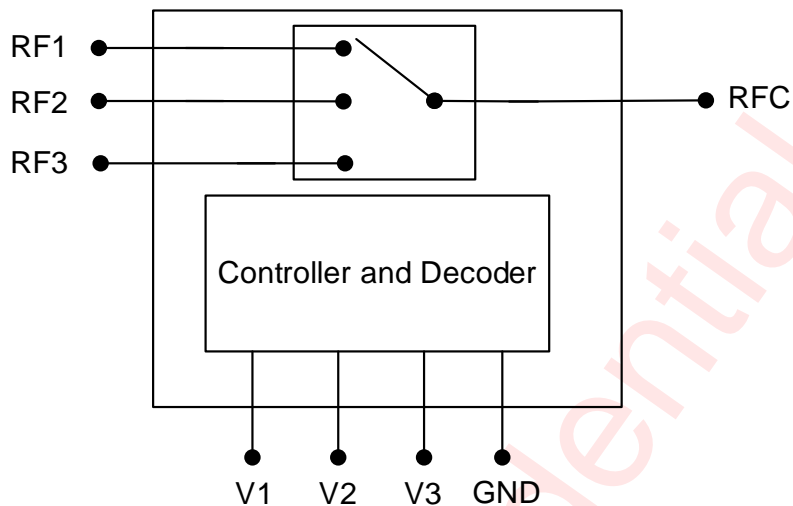 RF1
RF2
RFC
RF3
Controller and Decoder
V1 V2 V3 GND